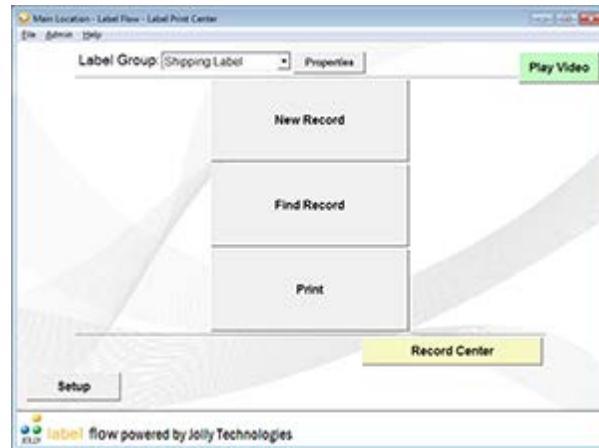 Main Location - Label Flow - Label Print Center
File Admin Help
Label Group: Shipping Label Properties
Play Video
New Record
Find Record
Print
Record Center
Setup
JOLLY label flow powered by Jolly Technologies